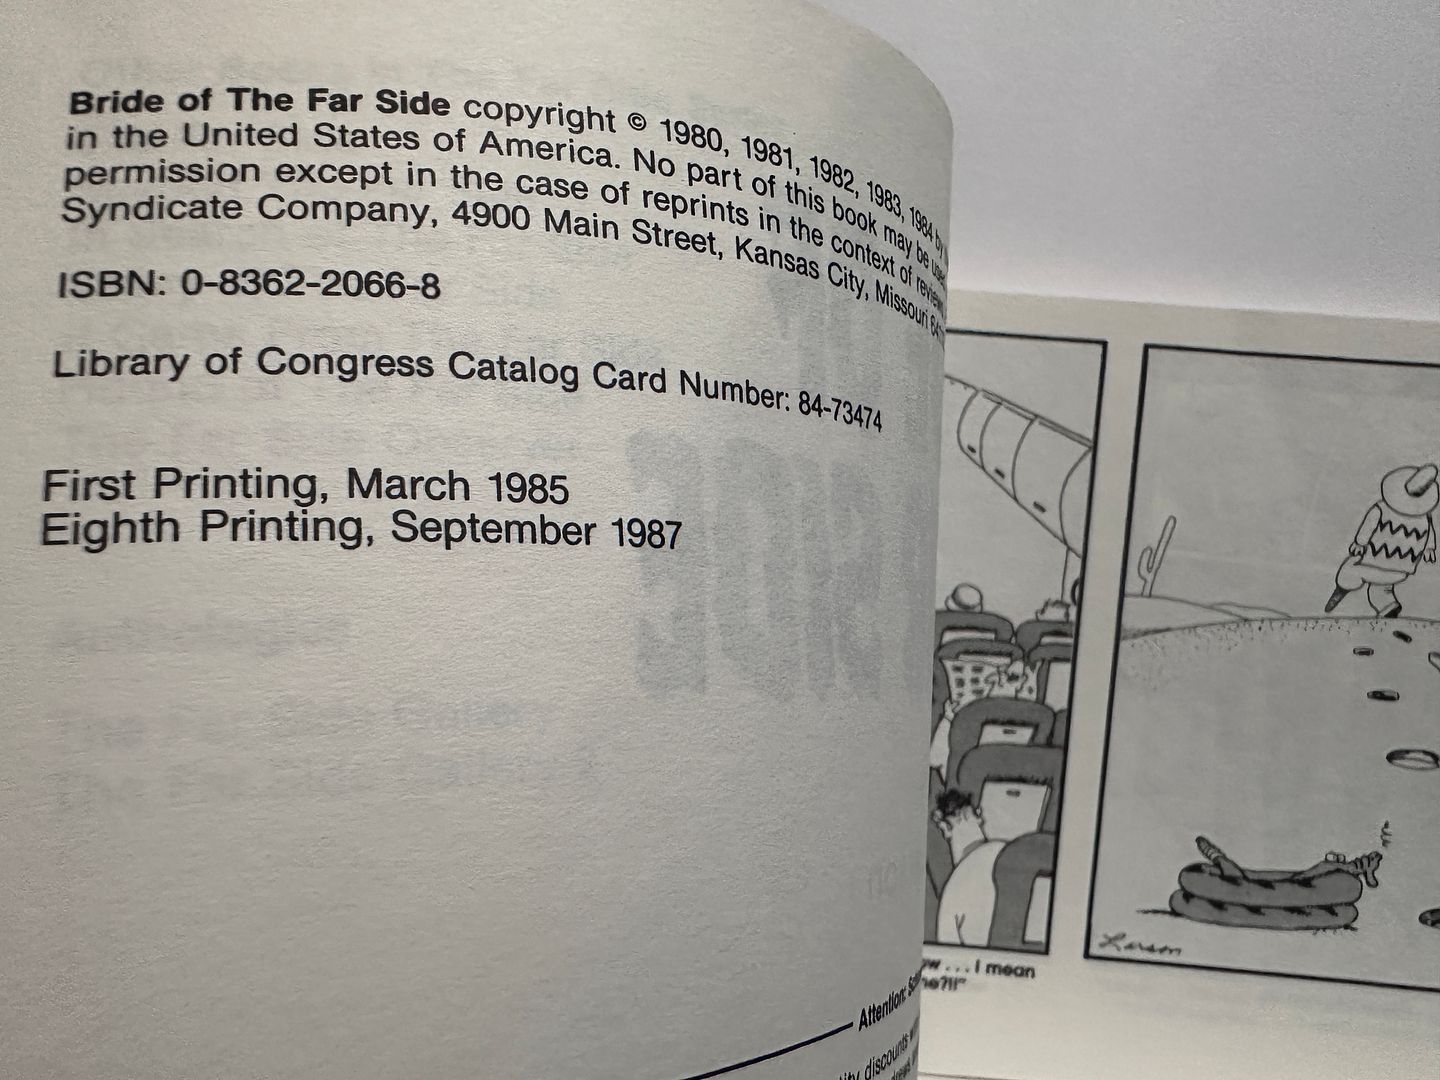 Bride of The Far Side copyright © 1980, 1981, 1982, 1983, 1984 by
in the United States of America. No part of this book may be used
permission except in the case of reprints in the context of
Syndicate Company, 4900 Main Street, Kansas City, Missouri
ISBN: 0-8362-2066-8
Library of Congress Catalog Card Number: 84-73474
First Printing, March 1985
Eighth Printing, September 1987
Attention:
discounts
... I mean
Larson